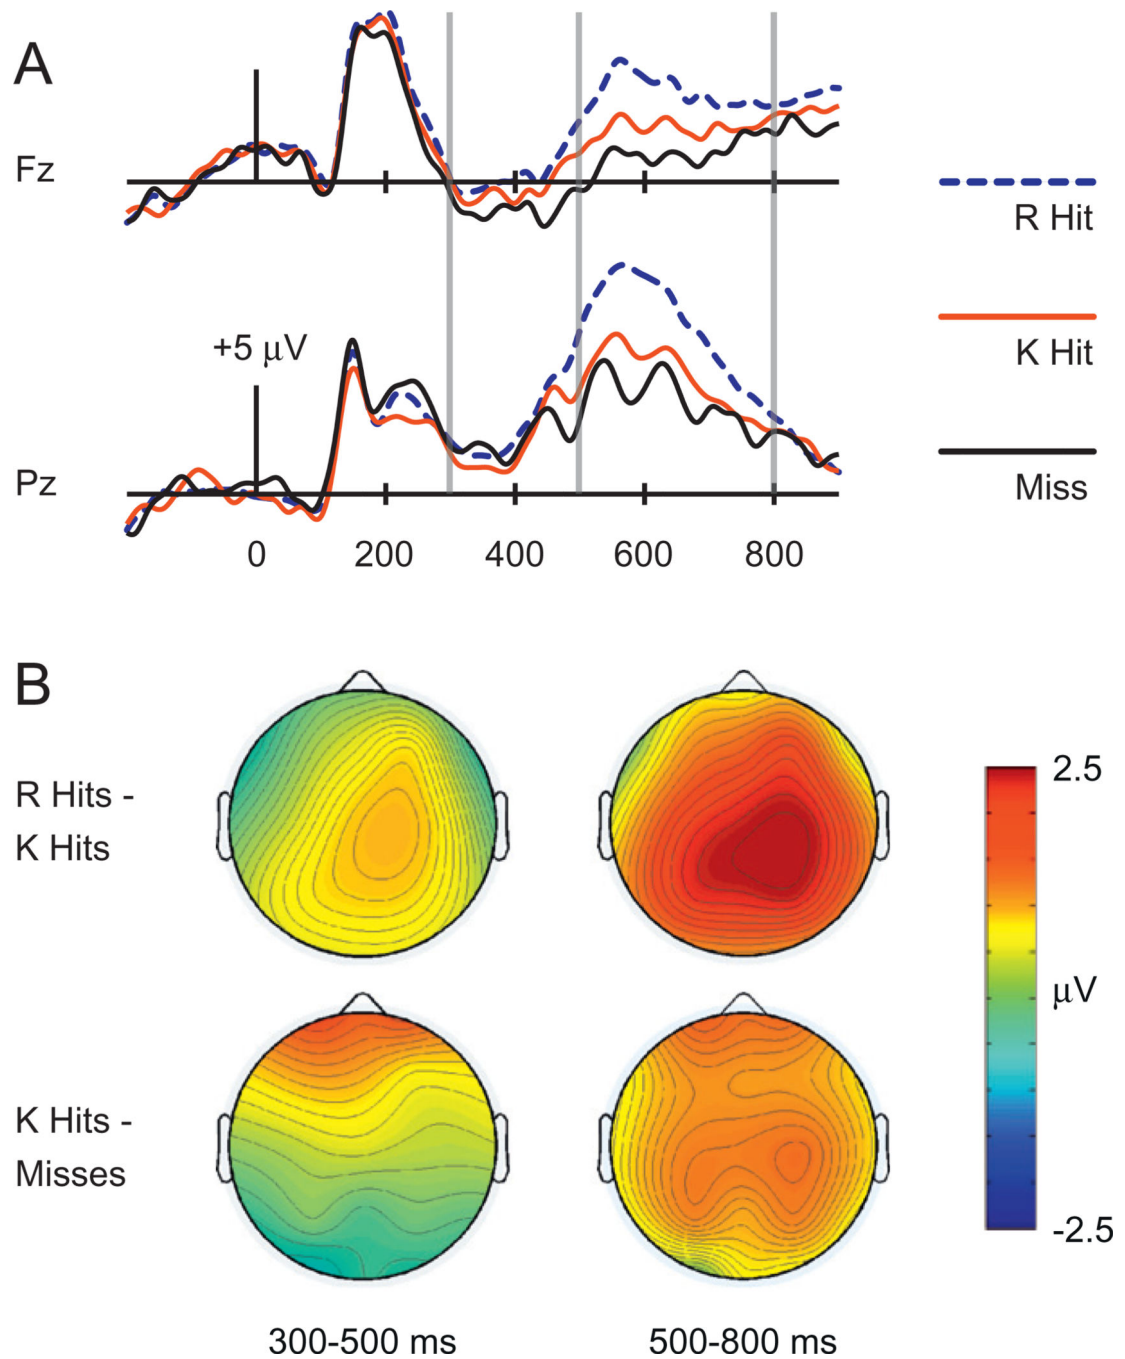 A
Fz
R Hit
K Hit
+5 μV
Pz
Miss
0 200 400 600 800
B
R Hits -
K Hits
2.5
μV
-2.5
K Hits -
Misses
300-500 ms 500-800 ms